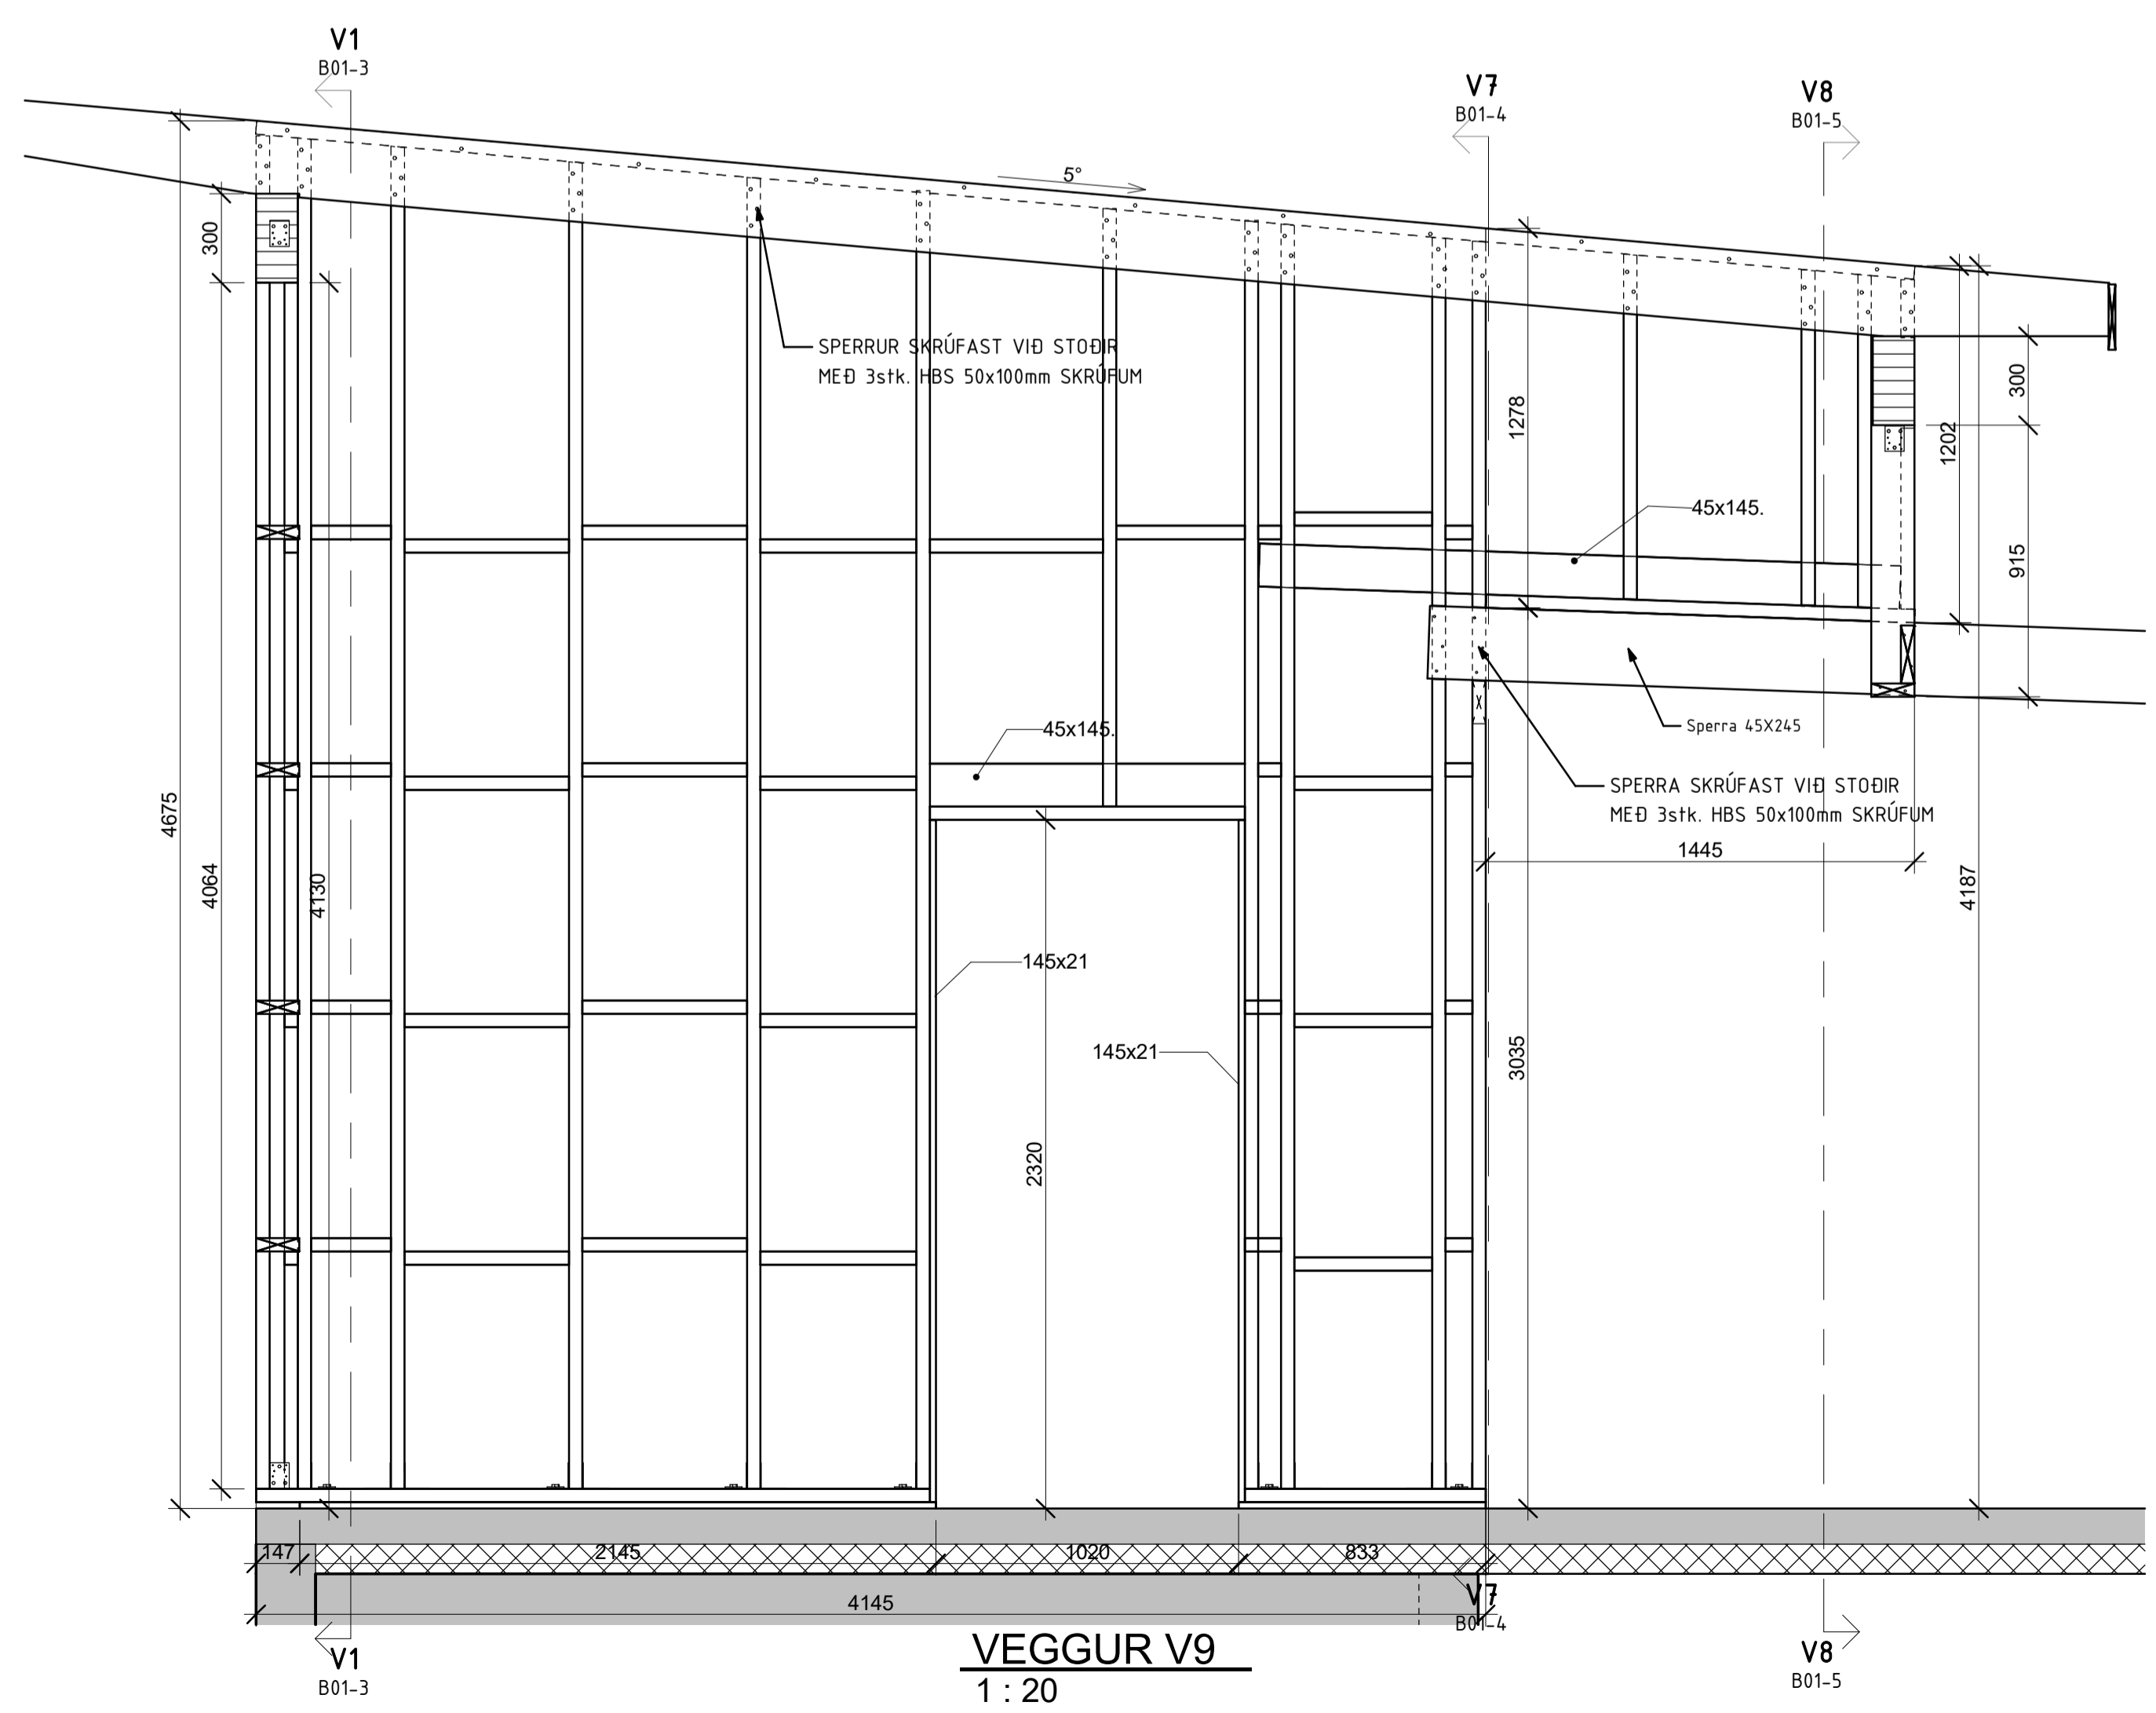 V1
B01-3
V7
B01-4
V8
B01-5
5°
300
SPERRUR SKRÚFAST VIÐ STOÐIR
MEÐ 3stk. HBS 50x100mm SKRÚFUM
1278
300
1202
45x145.
915
45x145.
Sperra 45X245
SPERRA SKRÚFAST VIÐ STOÐIR
MEÐ 3stk. HBS 50x100mm SKRÚFUM
4675
4064
4130
1445
4187
145x21
145x21
3035
2320
147
2145
1020
833
4145
V7
B01-4
VEGGUR V9
1 : 20
V1
B01-3
V8
B01-5